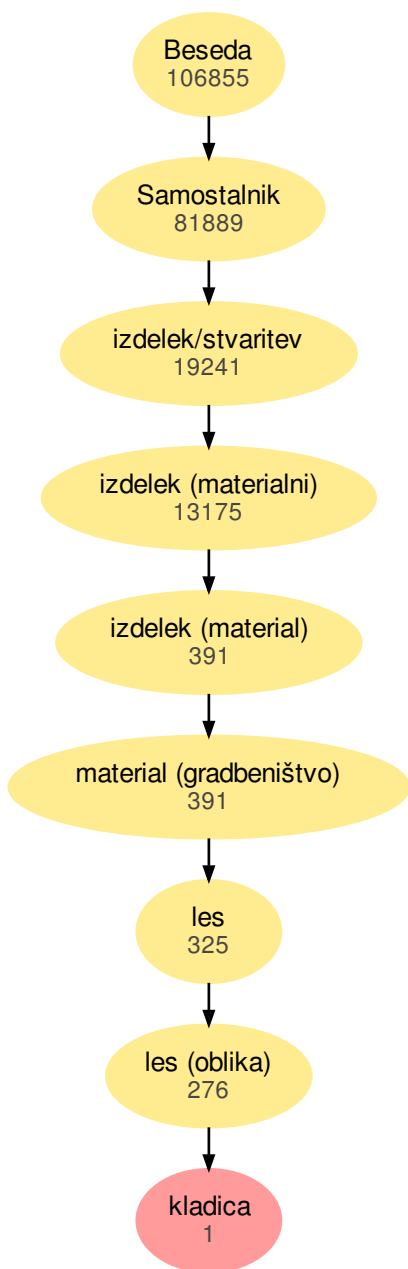 Beseda
106855
Samostalnik
81889
izdelek/stvaritev
19241
izdelek (materialni)
13175
izdelek (material)
391
material (gradbeništvo)
391
les
325
les (oblika)
276
kladica
1